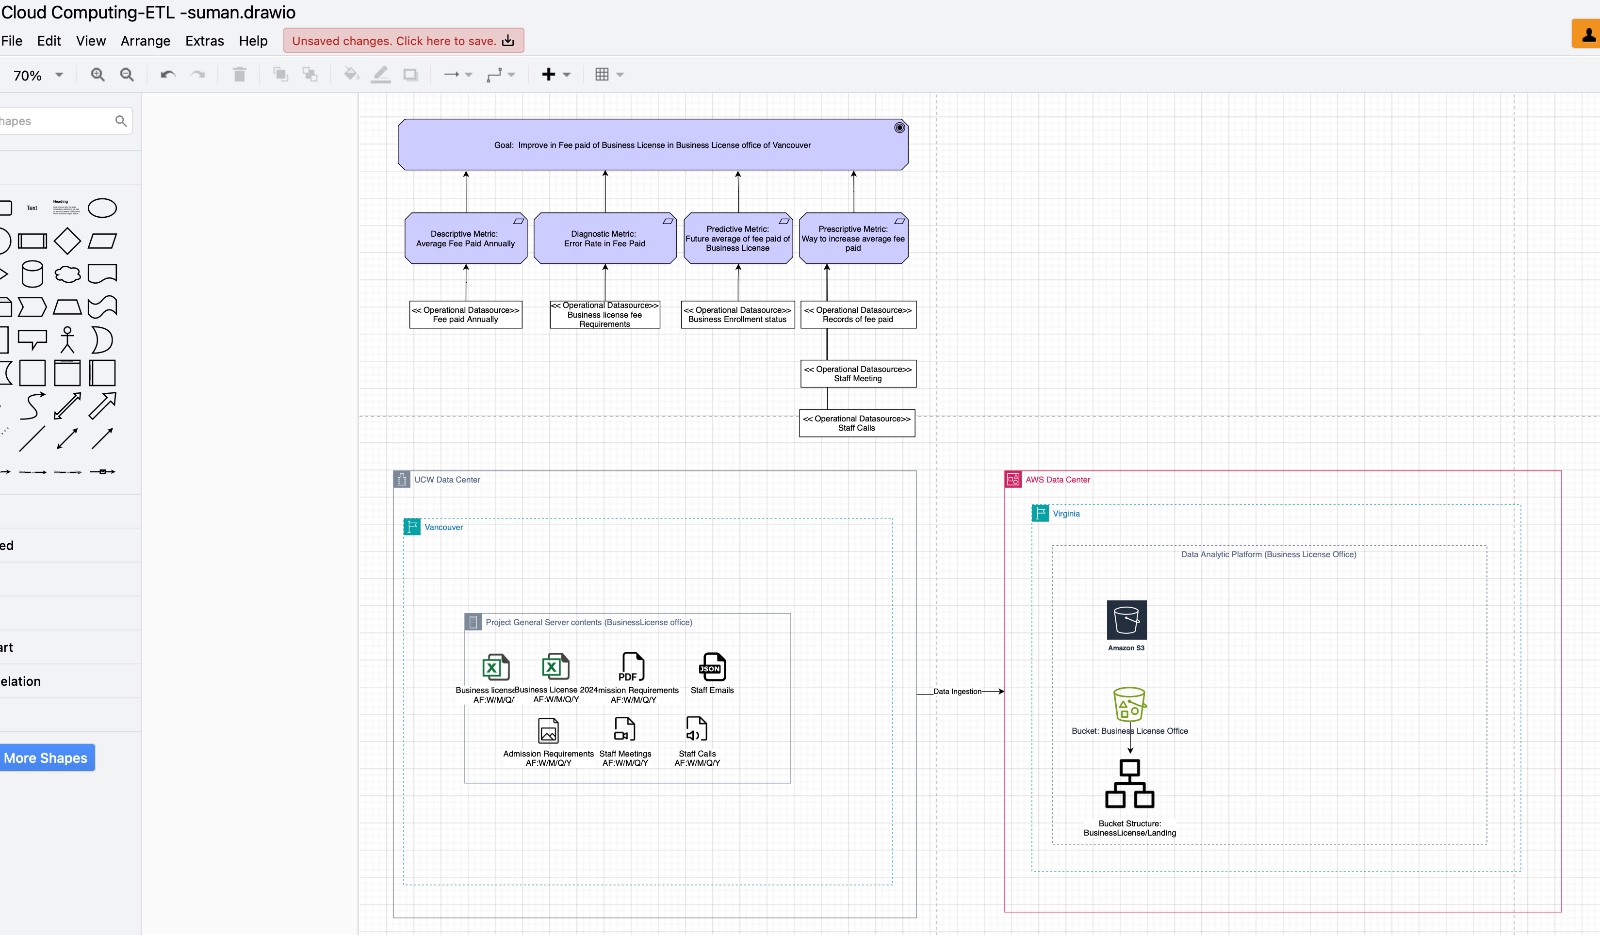 Cloud Computing-ETL -suman.drawio
File Edit View Arrange Extras Help Unsaved changes. Click here to save.
70%
hapes
Text
Heading
ed
art
elation
More Shapes
Goal: Improve in Fee paid of Business License in Business License office of Vancouver
Descriptive Metric:
Average Fee Paid Annually
Diagnostic Metric:
Error Rate in Fee Paid
Predictive Metric:
Future average of fee paid of
Business License
Prescriptive Metric:
Way to increase average fee
paid
<< Operational Datasource>>
Fee paid Annually
<< Operational Datasource>>
Business license fee
Requirements
<< Operational Datasource>>
Business Enrollment status
<< Operational Datasource>>
Records of fee paid
<< Operational Datasource>>
Staff Meeting
<< Operational Datasource>>
Staff Calls
UCW Data Center
Vancouver
Project General Server contents (BusinessLicense office)
Business license
AF:W/M/Q/
Business License 2024
AF:W/M/Q/Y
PDF
mission Requirements
AF:W/M/Q/Y
JSON
Staff Emails
Admission Requirements
AF:W/M/Q/Y
Staff Meetings
AF:W/M/Q/Y
Staff Calls
AF:W/M/Q/Y
Data Ingestion
AWS Data Center
Virginia
Data Analytic Platform (Business License Office)
Amazon S3
Bucket: Business License Office
Bucket Structure:
BusinessLicense/Landing